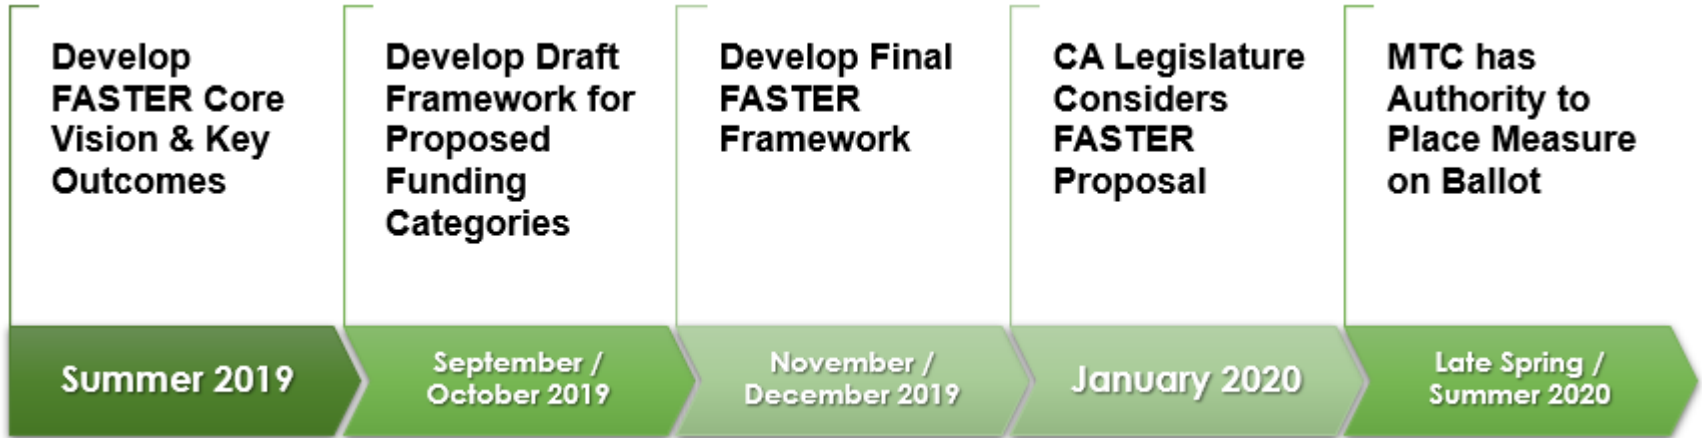 Develop
FASTER Core
Vision & Key
Outcomes
Develop Draft
Framework for
Proposed
Funding
Categories
Develop Final
FASTER
Framework
CA Legislature
Considers
FASTER
Proposal
MTC has
Authority to
Place Measure
on Ballot
Summer 2019
September /
October 2019
November /
December 2019
January 2020
Late Spring /
Summer 2020